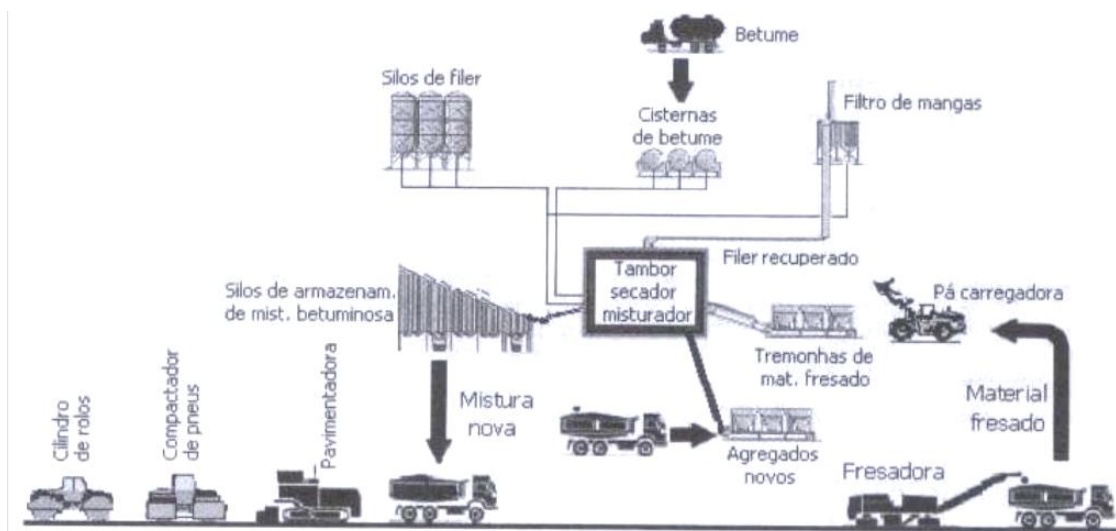 Betume
Silos de filer
Cisternas
de betume
Filtro de mangas
Tambor
secador
misturador
Filer recuperado
Silos de armazenam.
de mist. betuminosa
Pá carregadora
Tremonhas de
mat. fresado
Material
fresado
Mistura
nova
Agregados
novos
Fresadora
Cilindro
de rolos
Compactador
de pneus
Pavimentadora